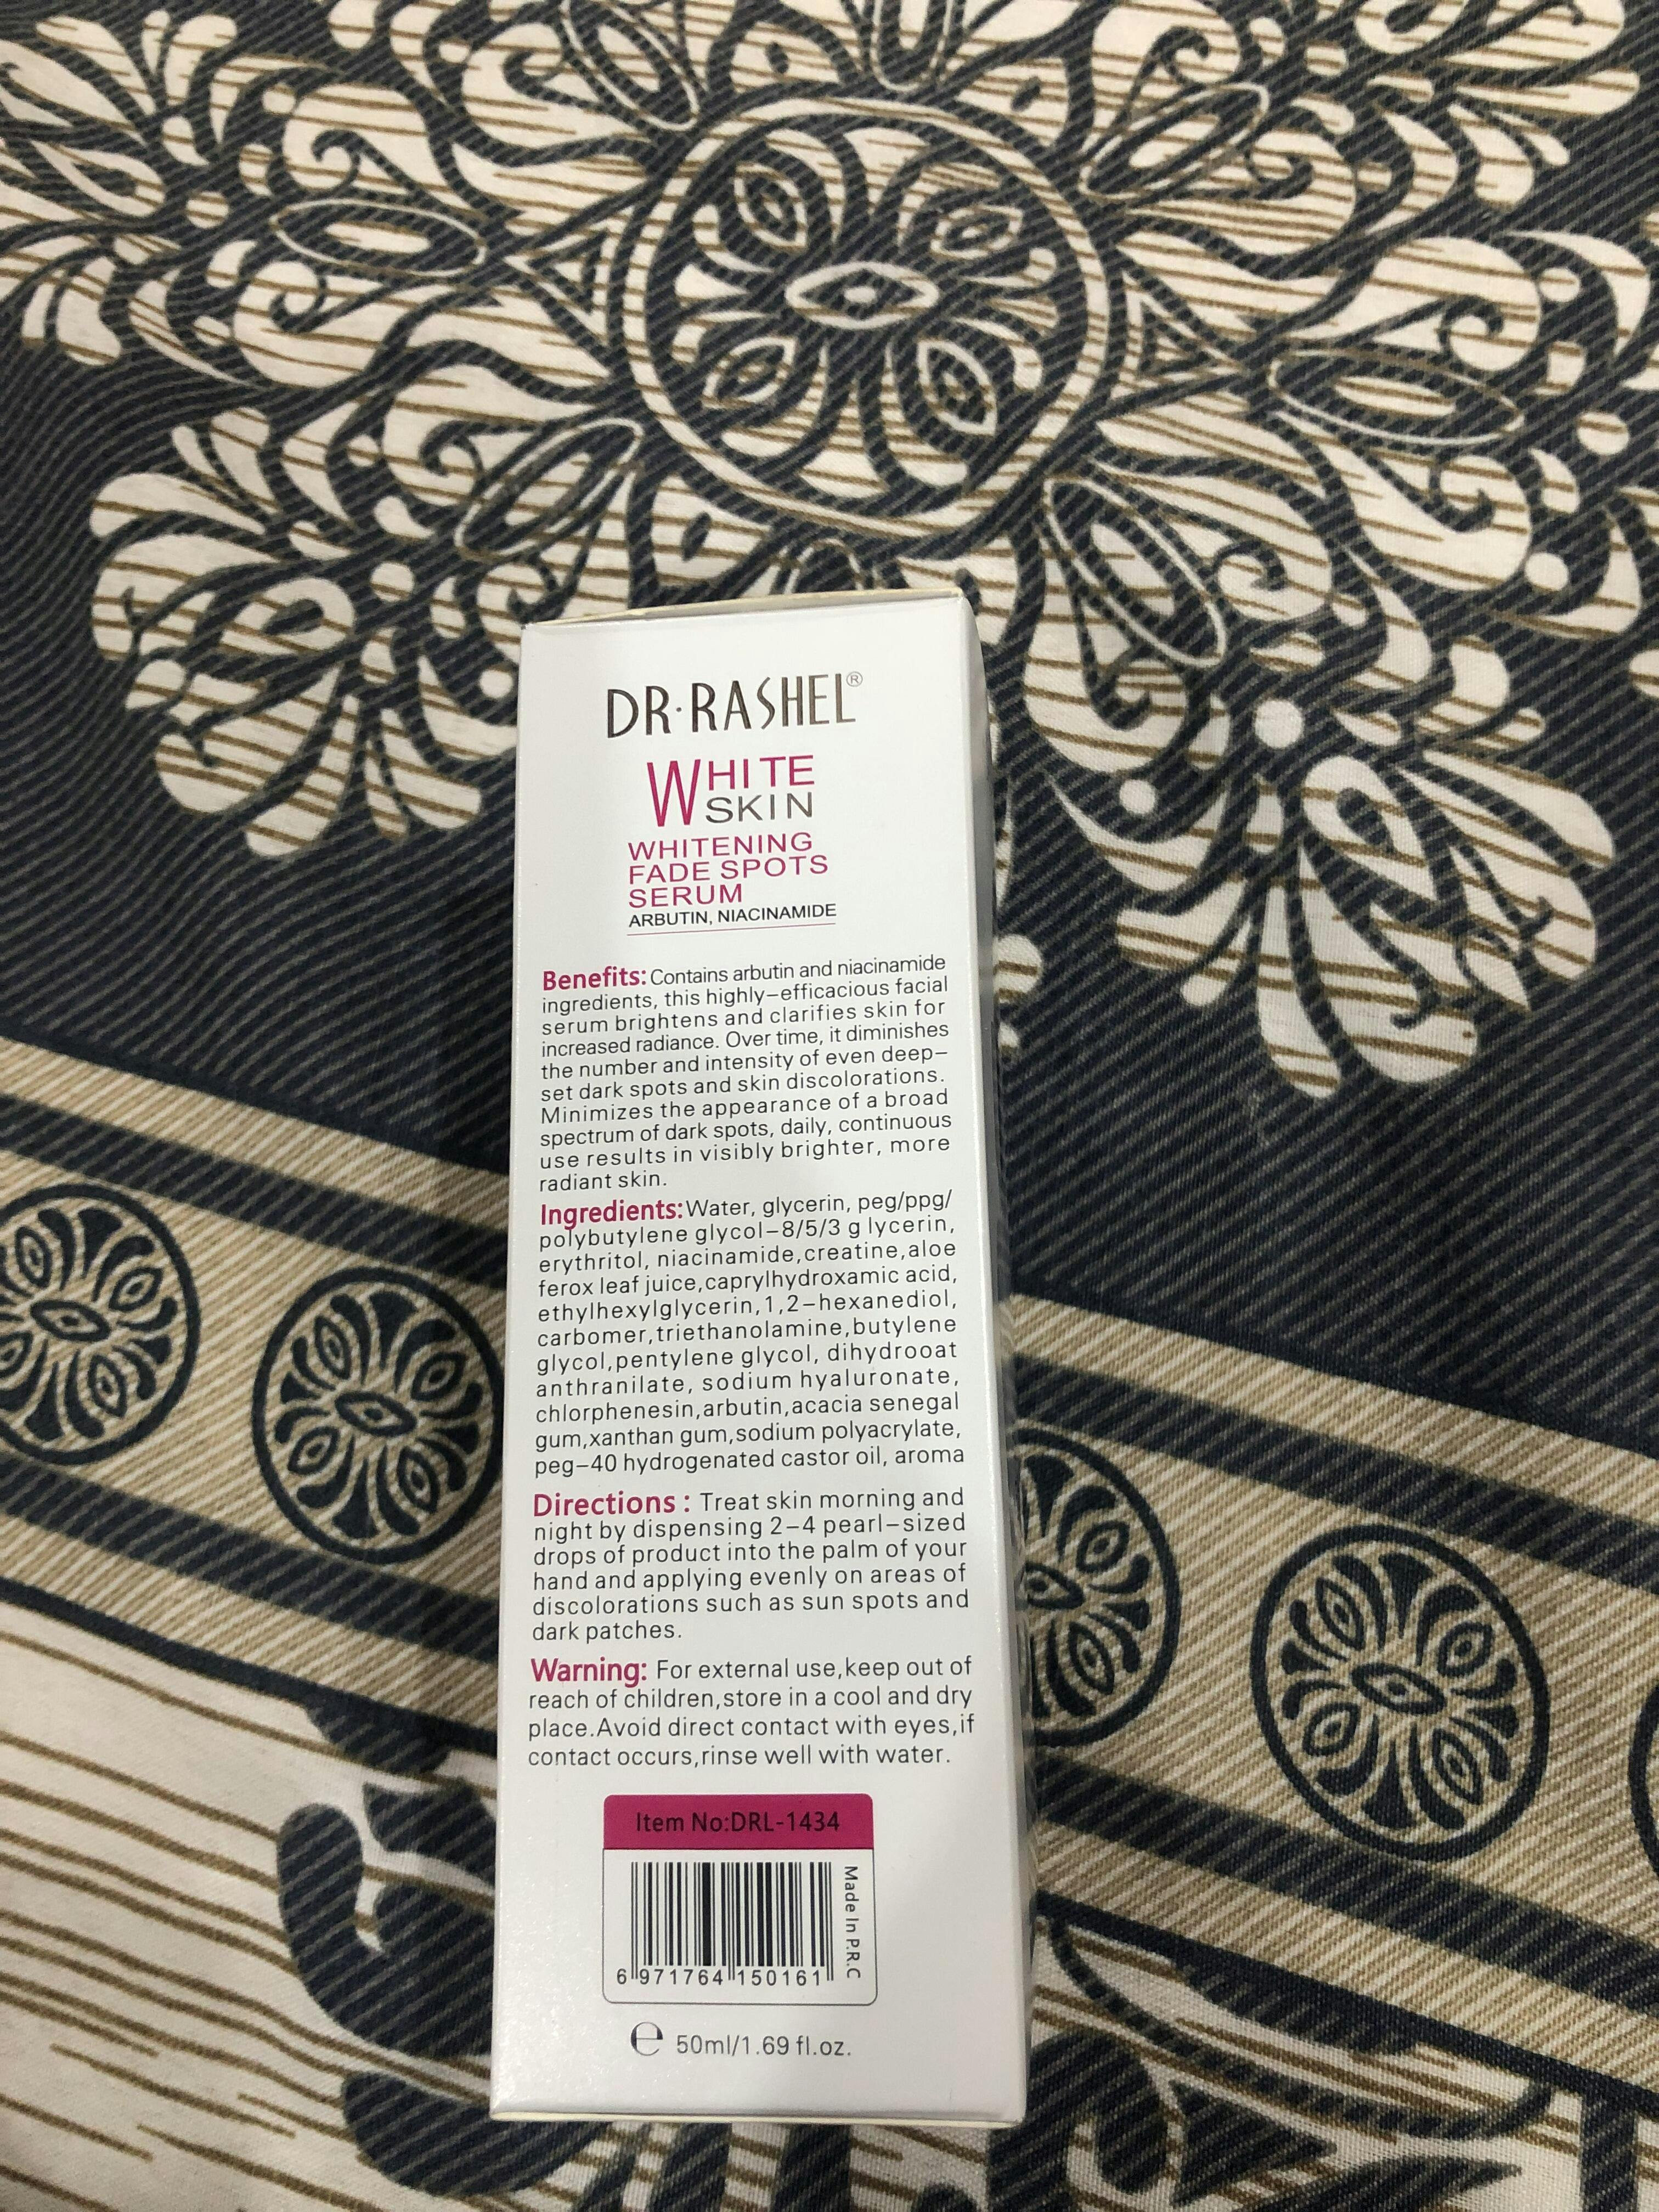 DR·RASHEL®
WHITE
SKIN
WHITENING
FADE SPOTS
SERUM
ARBUTIN, NIACINAMIDE
Benefits: Contains arbutin and niacinamide
ingredients, this highly–efficacious facial
serum brightens and clarifies skin for
increased radiance. Over time, it diminishes
the number and intensity of even deep–
set dark spots and skin discolorations.
Minimizes the appearance of a broad
spectrum of dark spots, daily, continuous
use results in visibly brighter, more
radiant skin.
Ingredients: Water, glycerin, peg/ppg/
polybutylene glycol–8/5/3 g lycerin,
erythritol, niacinamide,creatine,aloe
ferox leaf juice,caprylhydroxamic acid,
ethylhexylglycerin,1,2–hexanediol,
carbomer,triethanolamine,butylene
glycol,pentylene glycol, dihydrooat
anthranilate, sodium hyaluronate,
chlorphenesin,arbutin,acacia senegal
gum,xanthan gum,sodium polyacrylate,
peg–40 hydrogenated castor oil, aroma
Directions : Treat skin morning and
night by dispensing 2–4 pearl–sized
drops of product into the palm of your
hand and applying evenly on areas of
discolorations such as sun spots and
dark patches.
Warning: For external use,keep out of
reach of children,store in a cool and dry
place.Avoid direct contact with eyes,if
contact occurs,rinse well with water.
Item No:DRL-1434
Made In P.R.C
6 971764 150161
℮ 50ml/1.69 fl.oz.